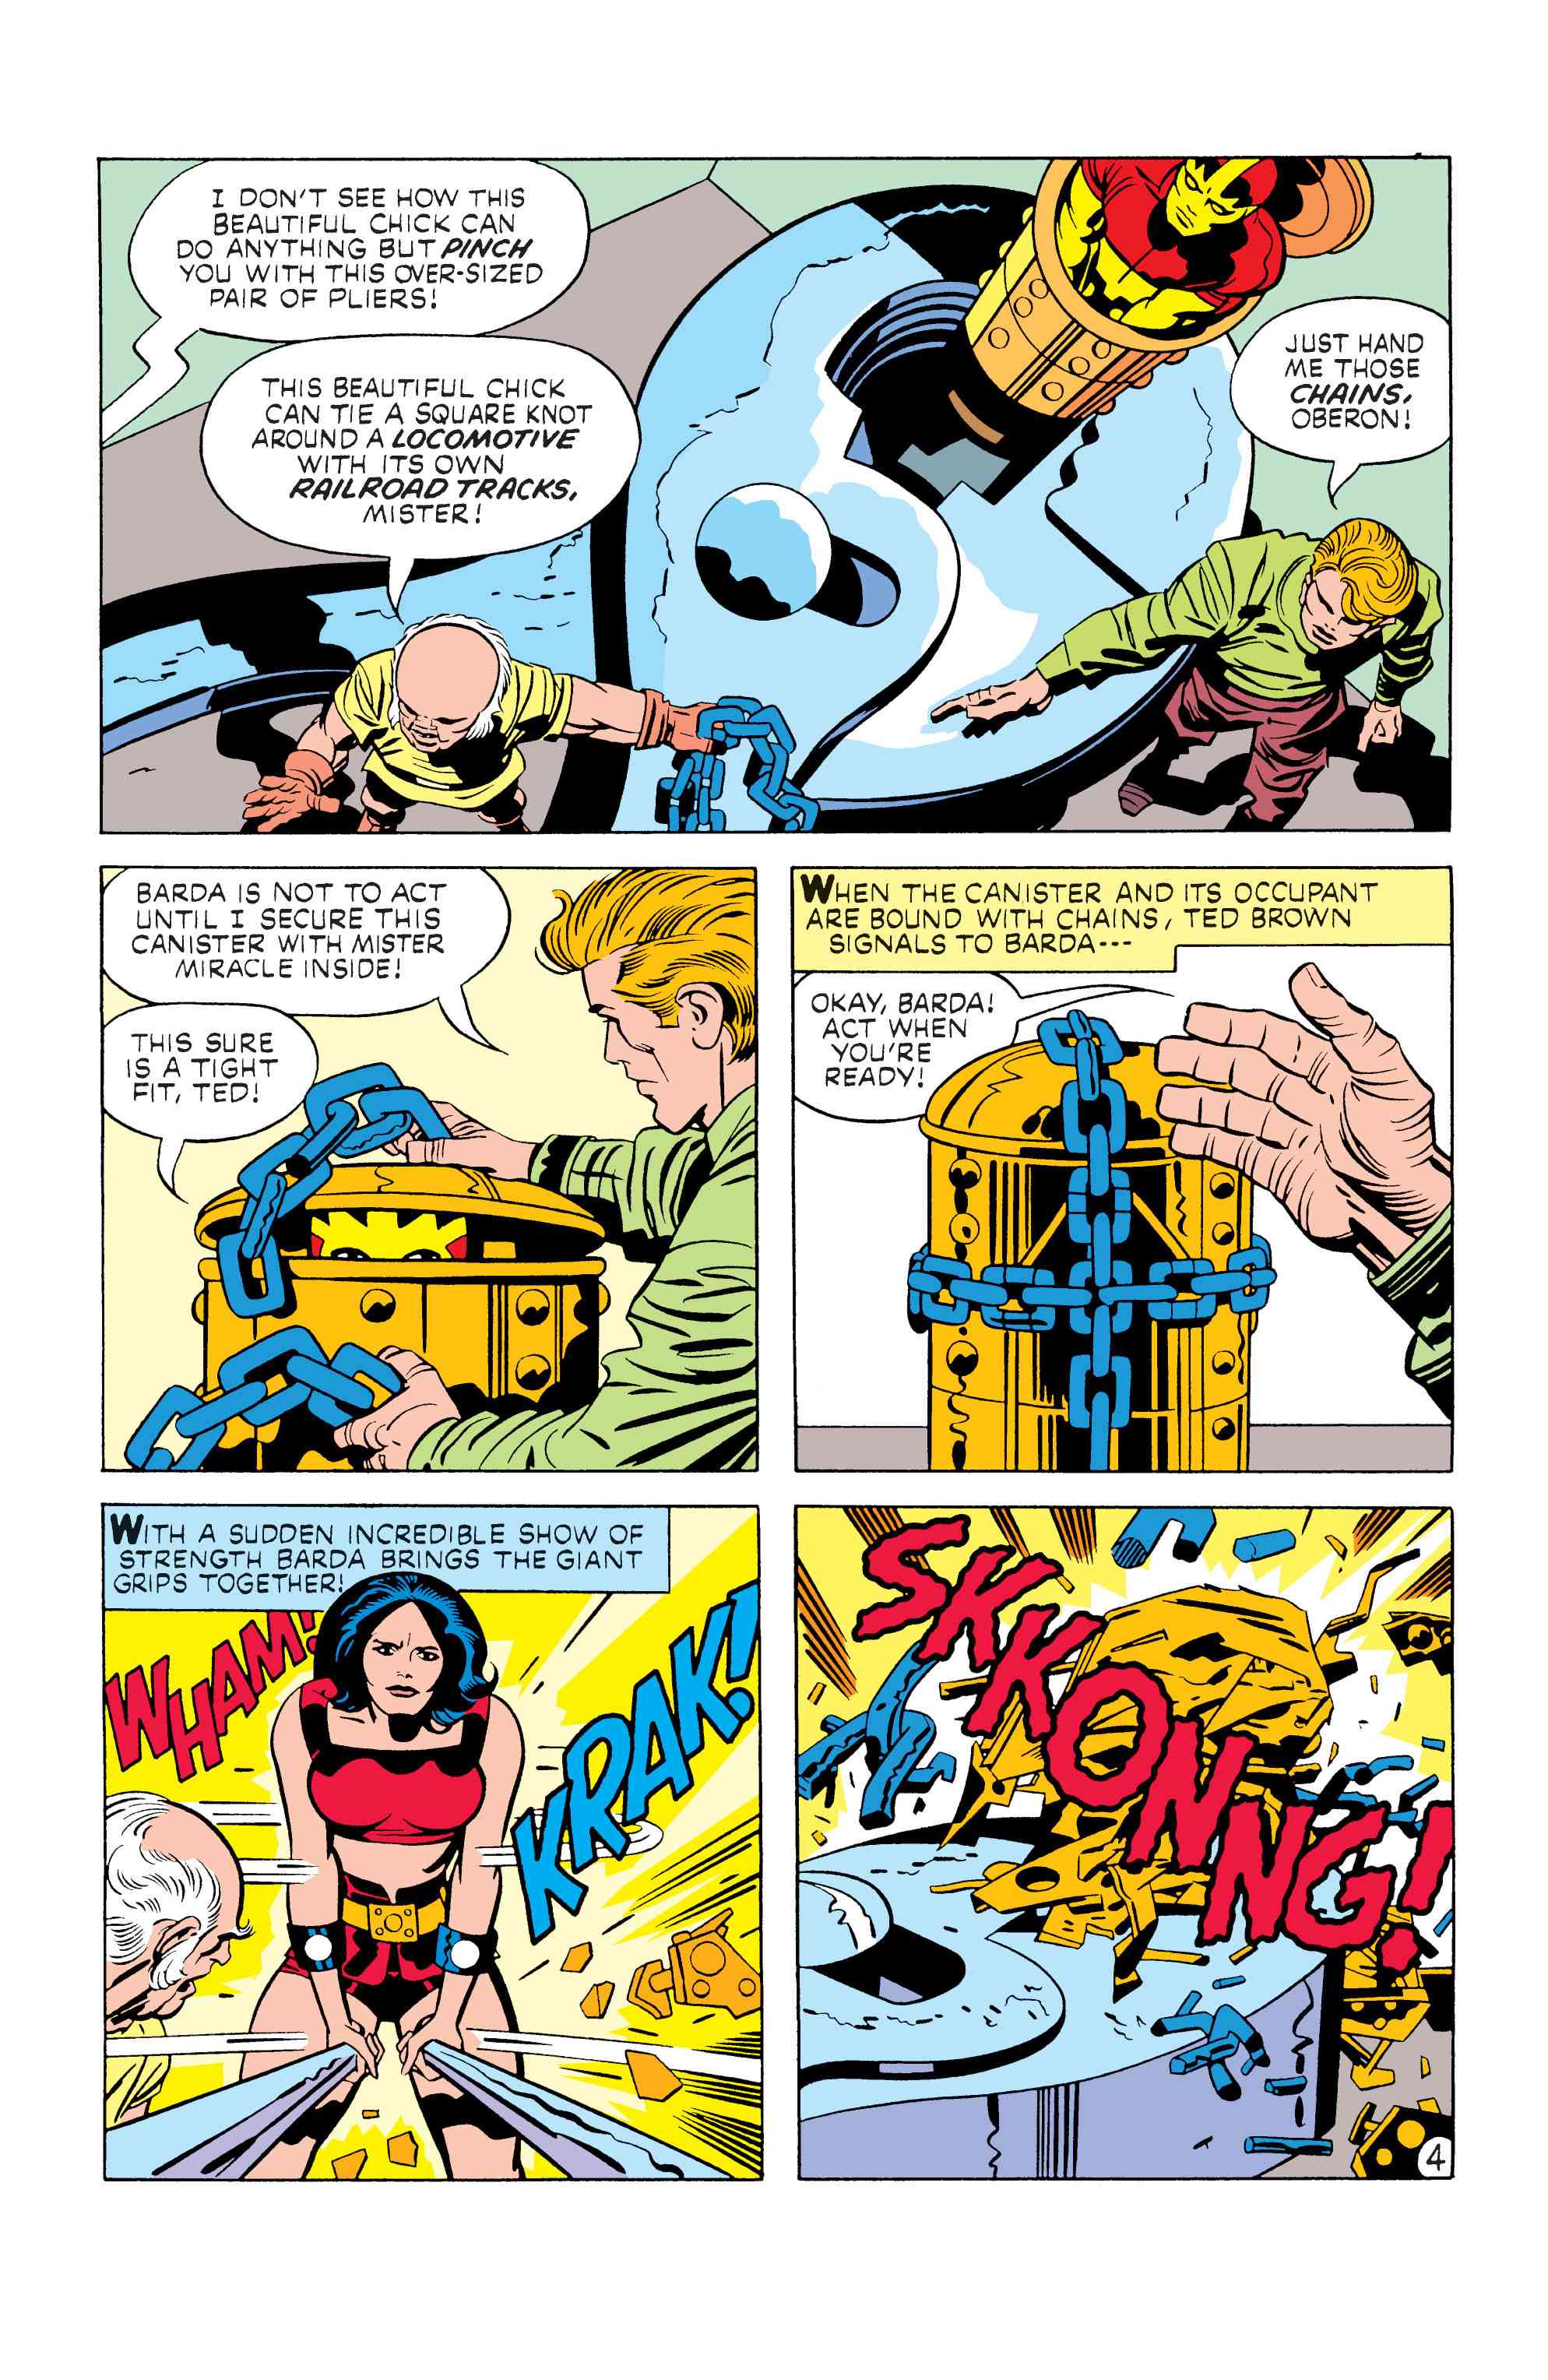 I DON'T SEE HOW THIS
BEAUTIFUL CHICK CAN
DO ANYTHING BUT PINCH
YOU WITH THIS OVER-SIZED
PAIR OF PLIERS!
THIS BEAUTIFUL CHICK
CAN TIE A SQUARE KNOT
AROUND A LOCOMOTIVE
WITH ITS OWN
RAILROAD TRACKS,
MISTER!
JUST HAND
ME THOSE
CHAINS,
OBERON!
BARDA IS NOT TO ACT
UNTIL I SECURE THIS
CANISTER WITH MISTER
MIRACLE INSIDE!
THIS SURE
IS A TIGHT
FIT, TED!
WHEN THE CANISTER AND ITS OCCUPANT
ARE BOUND WITH CHAINS, TED BROWN
SIGNALS TO BARDA---
OKAY, BARDA!
ACT WHEN
YOU'RE
READY!
WITH A SUDDEN INCREDIBLE SHOW OF
STRENGTH BARDA BRINGS THE GIANT
GRIPS TOGETHER!
WHAM!
KRAK!
SKKONNG!
4